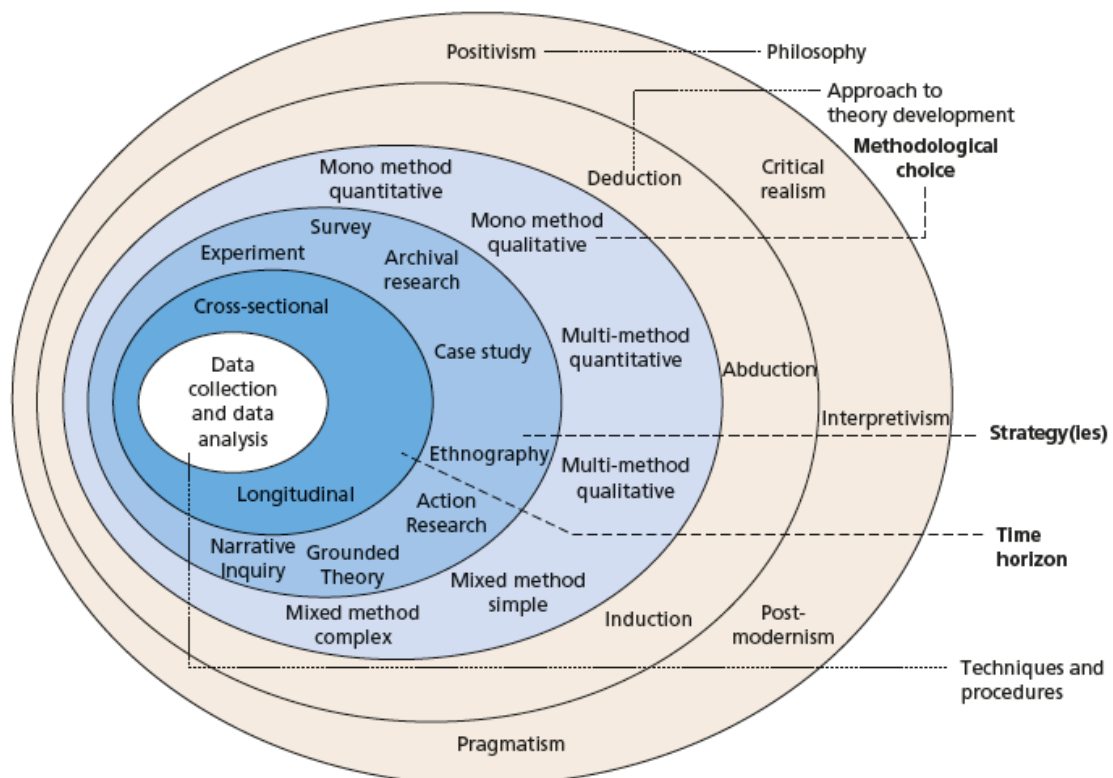 Positivism
Philosophy
Approach to
theory development
Methodological
choice
Deduction
Critical
realism
Mono method
quantitative
Mono method
qualitative
Survey
Experiment
Archival
research
Cross-sectional
Case study
Multi-method
quantitative
Data
collection
and data
analysis
Abduction
Interpretivism
Strategy(ies)
Ethnography
Multi-method
qualitative
Longitudinal
Action
Research
Time
horizon
Narrative
Inquiry
Grounded
Theory
Mixed method
simple
Mixed method
complex
Induction
Post-
modernism
Techniques and
procedures
Pragmatism